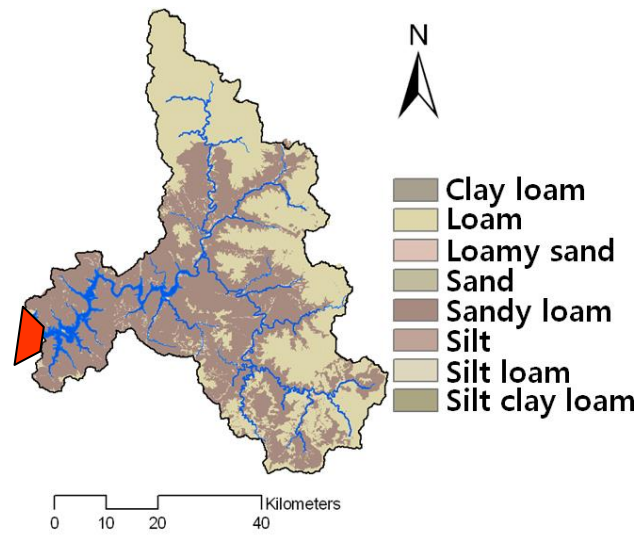 N
Clay loam
Loam
Loamy sand
Sand
Sandy loam
Silt
Silt loam
Silt clay loam
Kilometers
0 10 20 40